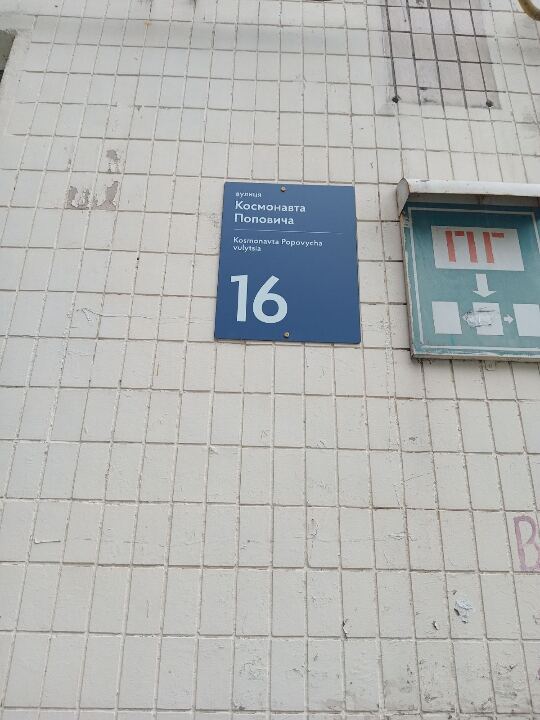 вулиця
Космонавта
Поповича
Kosmonavta Popovycha
vulytsia
16
ПГ
В